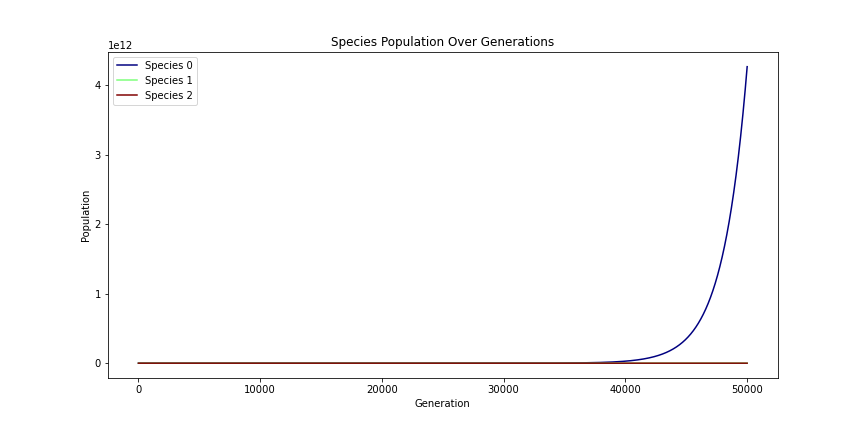 Species Population Over Generations
1e12
Species 0
Species 1
Species 2
4
3
2
1
0
Population
0 10000 20000 30000 40000 50000
Generation